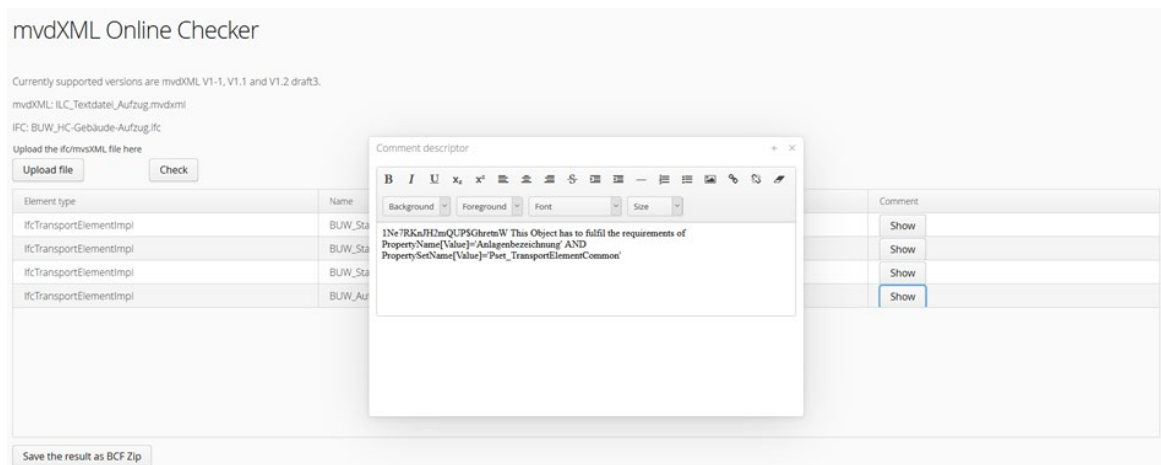 mvdXML Online Checker
Currently supported versions are mvdXML V1-1, V1.1 and V1.2 draft3.
mvdXML: ILC_Textdatei_Aufzug.mvdxml
IFC: BUW_HC-Gebäude-Aufzug.ifc
Upload the ifc/mvsXML file here
Upload file Check
Element type Name Comment
IfcTransportElementImpl BUW_Sta Show
IfcTransportElementImpl BUW_Sta Show
IfcTransportElementImpl BUW_Sta Show
IfcTransportElementImpl BUW_Au Show
Comment descriptor
Background Foreground Font Size
1Ne7RKnJH2mQUP$GhretnW This Object has to fulfil the requirements of
PropertyName[Value]='Anlagenbezeichnung' AND
PropertySetName[Value]='Pset_TransportElementCommon'
Save the result as BCF Zip